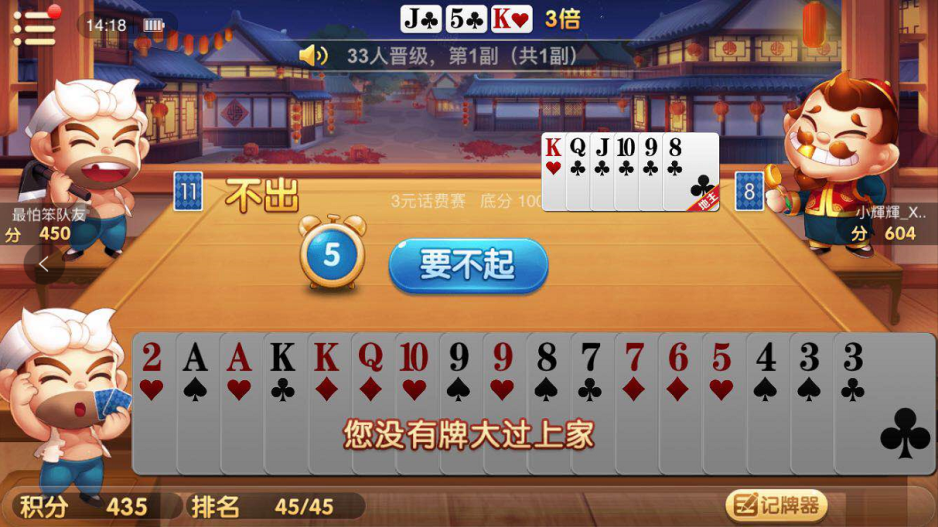 14:18
J 5 K 3倍
33人晋级，第1副（共1副）
K Q J 10 9 8
地主
11
不出
8
3元话费赛 底分 100
最怕笨队友
分 450
小輝輝_X..
分 604
5
要不起
2 A A K K Q 10 9 9 8 7 7 6 5 4 3 3
您没有牌大过上家
积分 435 排名 45/45
记牌器